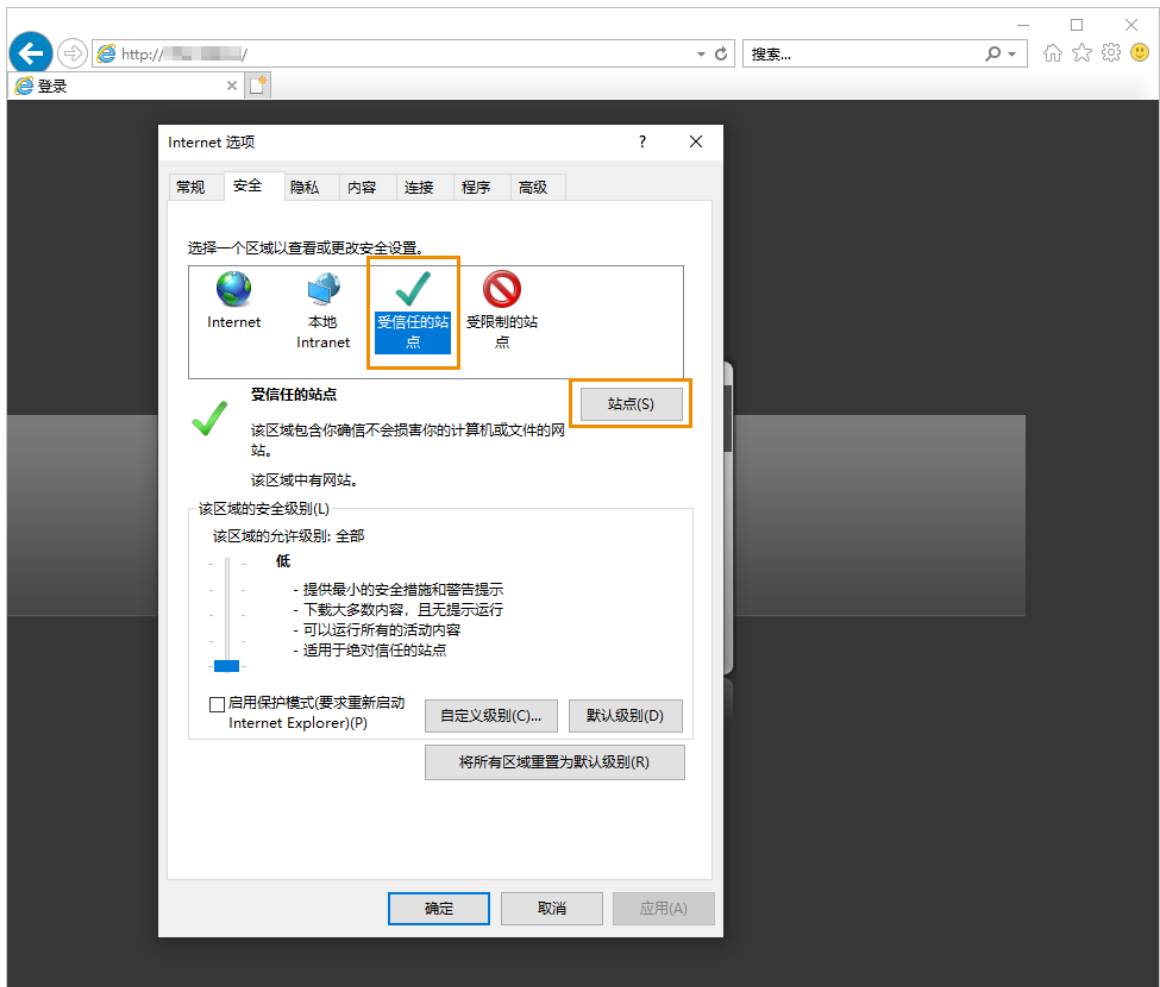 http://
/
搜索...
登录
Internet 选项
?
常规
安全
隐私
内容
连接
程序
高级
选择一个区域以查看或更改安全设置。
Internet
本地
Intranet
受信任的站
点
受限制的站
点
受信任的站点
站点(S)
该区域包含你确信不会损害你的计算机或文件的网
站。
该区域中有网站。
该区域的安全级别(L)
该区域的允许级别: 全部
低
- 提供最小的安全措施和警告提示
- 下载大多数内容，且无提示运行
- 可以运行所有的活动内容
- 适用于绝对信任的站点
启用保护模式(要求重新启动
Internet Explorer)(P)
自定义级别(C)...
默认级别(D)
将所有区域重置为默认级别(R)
确定
取消
应用(A)